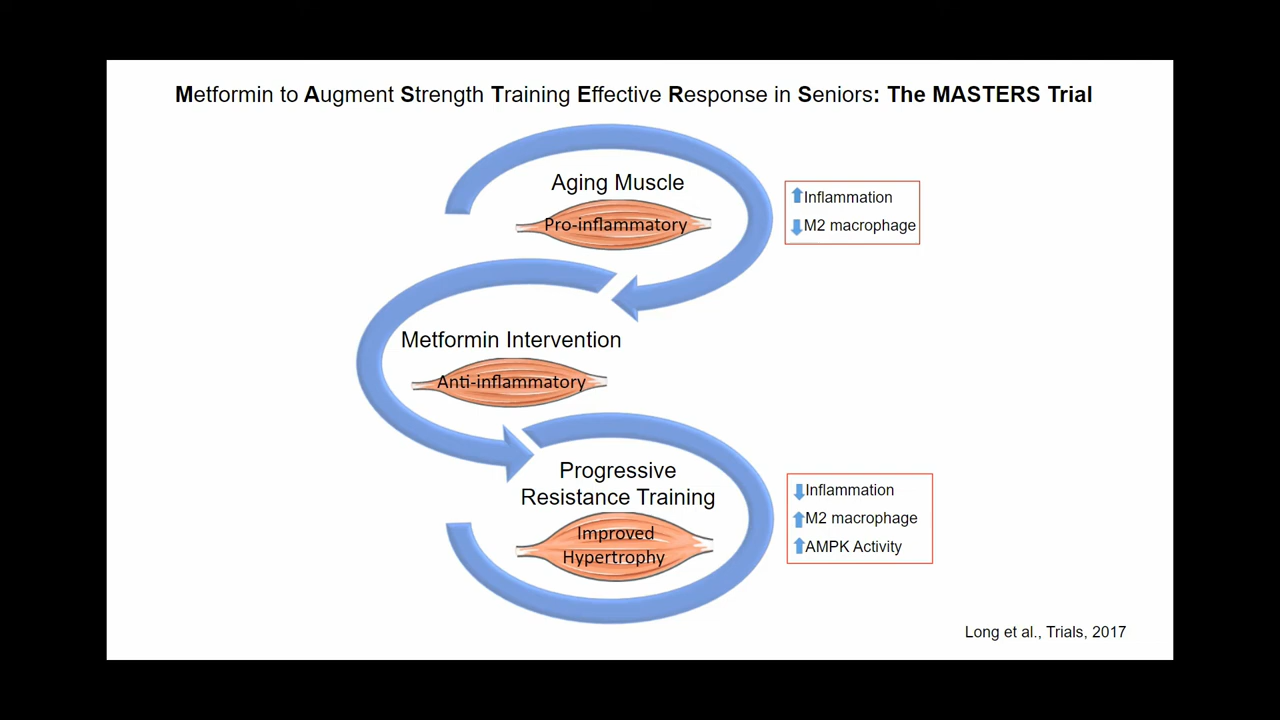 Metformin to Augment Strength Training Effective Response in Seniors: The MASTERS Trial
Aging Muscle
Pro-inflammatory
Inflammation
M2 macrophage
Metformin Intervention
Anti-inflammatory
Progressive
Resistance Training
Improved
Hypertrophy
Inflammation
M2 macrophage
AMPK Activity
Long et al., Trials, 2017